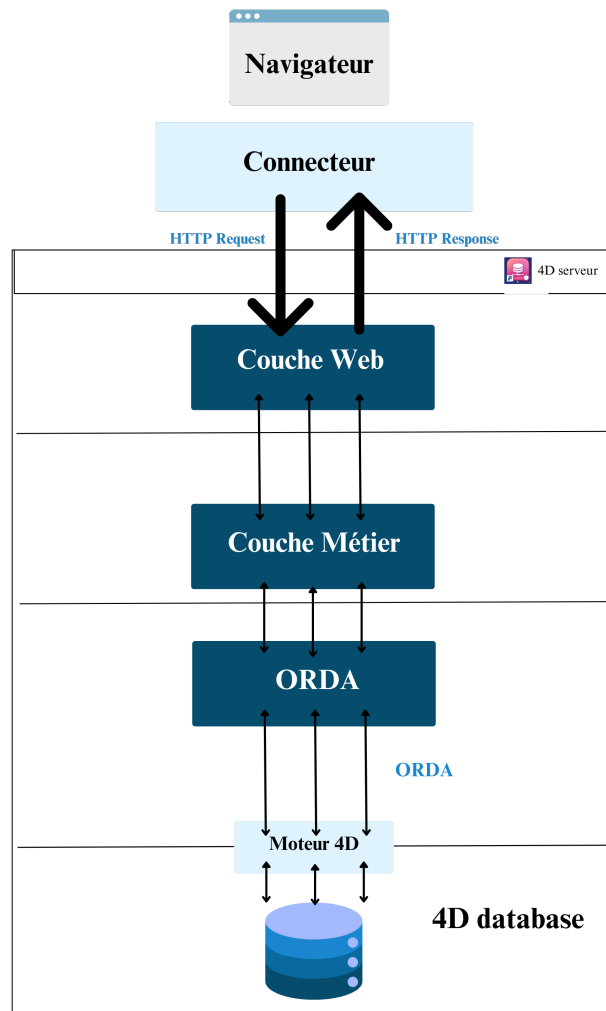 Navigateur
Connecteur
HTTP Request
HTTP Response
4D serveur
Couche Web
Couche Métier
ORDA
ORDA
Moteur 4D
4D database